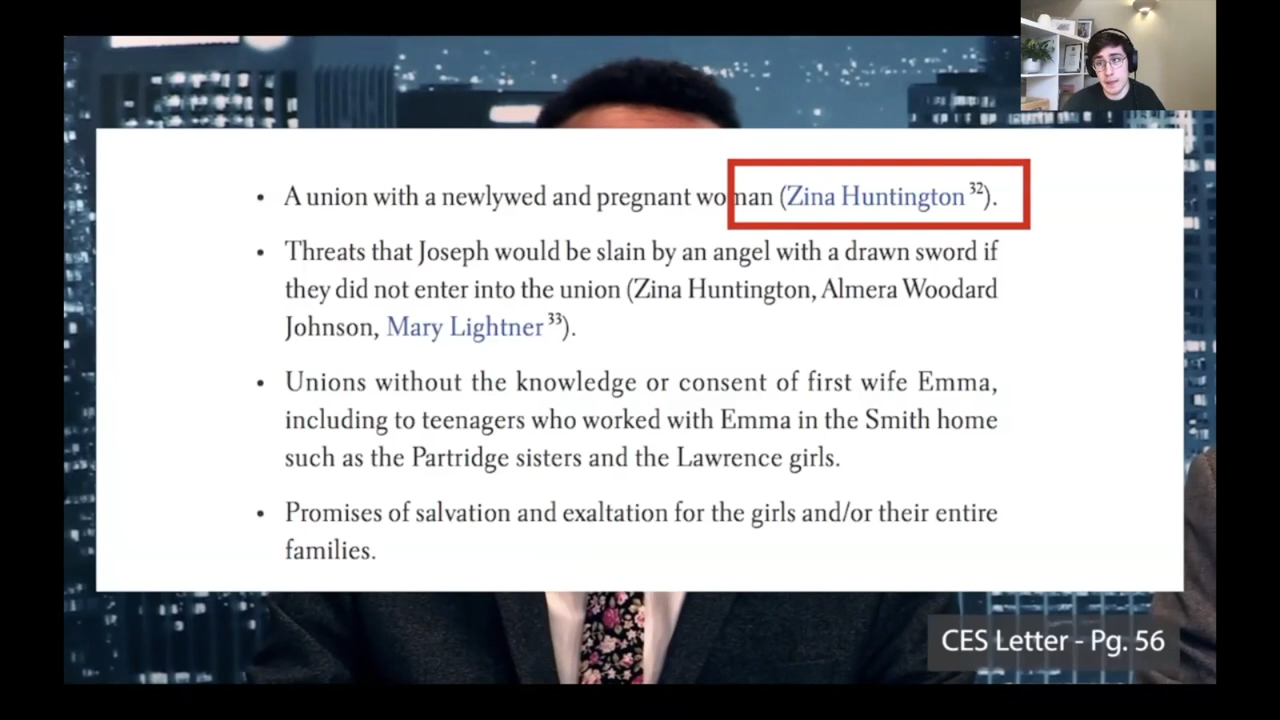 • A union with a newlywed and pregnant woman (Zina Huntington 32).
• Threats that Joseph would be slain by an angel with a drawn sword if
they did not enter into the union (Zina Huntington, Almera Woodard
Johnson, Mary Lightner 33).
• Unions without the knowledge or consent of first wife Emma,
including to teenagers who worked with Emma in the Smith home
such as the Partridge sisters and the Lawrence girls.
• Promises of salvation and exaltation for the girls and/or their entire
families.
CES Letter - Pg. 56